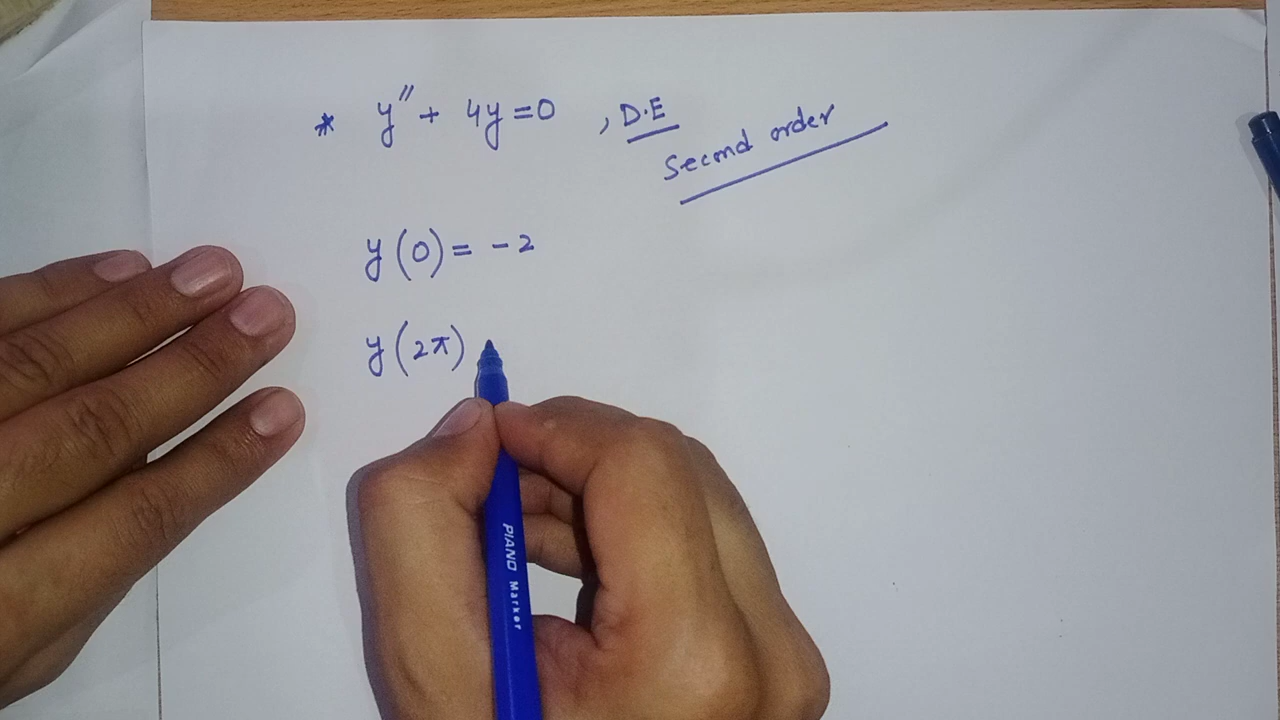 * y″ + 4y = 0 , D.E
Second order
y(0) = -2
y(2π)
PIANO Marker